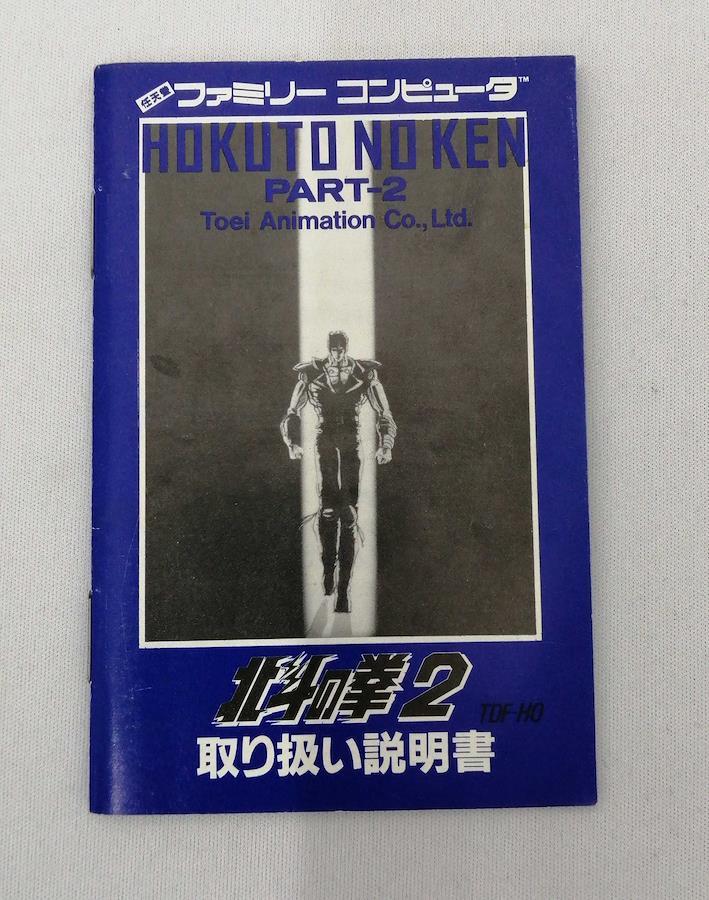 任天堂 ファミリー コンピュータ™
HOKUTO NO KEN
PART-2
Toei Animation Co., Ltd.
北斗の拳2
TDF-HO
取り扱い説明書